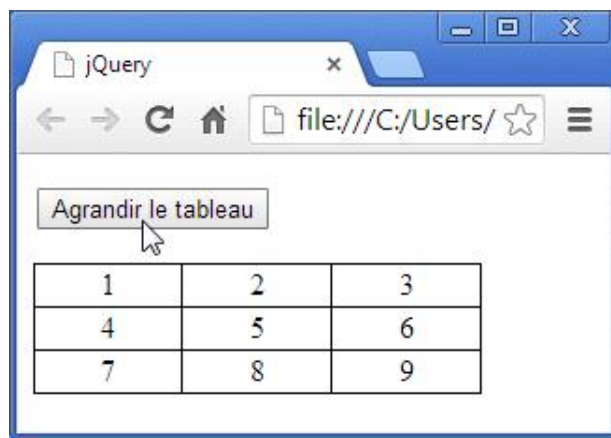 jQuery
file:///C:/Users/
Agrandir le tableau
1 2 3
4 5 6
7 8 9